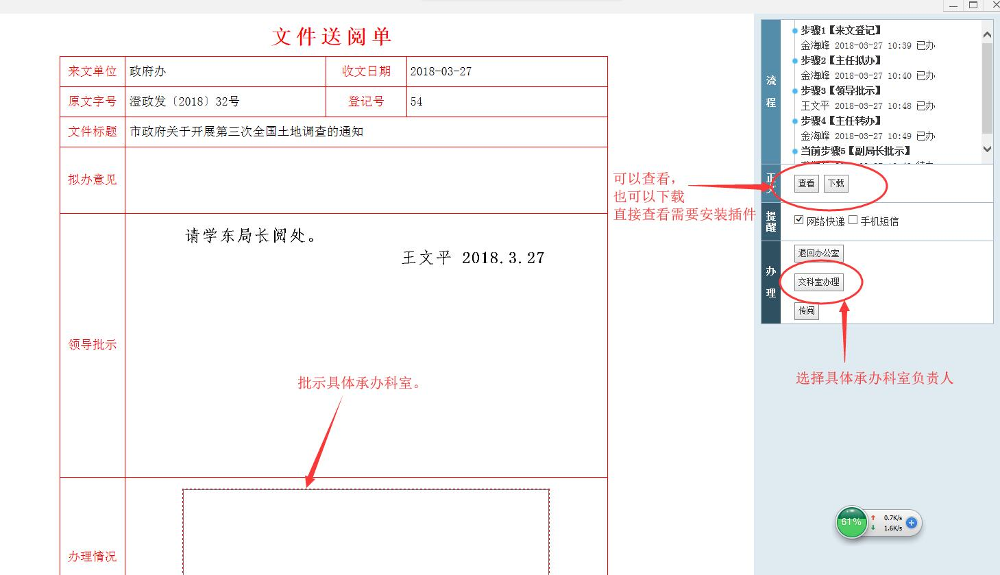 文件送阅单
来文单位 政府办 收文日期 2018-03-27
原文字号 澄政发〔2018〕32号 登记号 54
文件标题 市政府关于开展第三次全国土地调查的通知
拟办意见
领导批示
请学东局长阅处。
王文平 2018.3.27
批示具体承办科室。
办理情况
可以查看，
也可以下载
直接查看需要安装插件
流程
步骤1【来文登记】
金海峰 2018-03-27 10:39 已办
步骤2【主任拟办】
金海峰 2018-03-27 10:40 已办
步骤3【领导批示】
王文平 2018-03-27 10:48 已办
步骤4【主任转办】
金海峰 2018-03-27 10:49 已办
当前步骤5【副局长批示】
正文
查看 下载
提醒
网络快递 手机短信
办理
退回办公室
交科室办理
传阅
选择具体承办科室负责人
61%
0.7K/s
1.6K/s